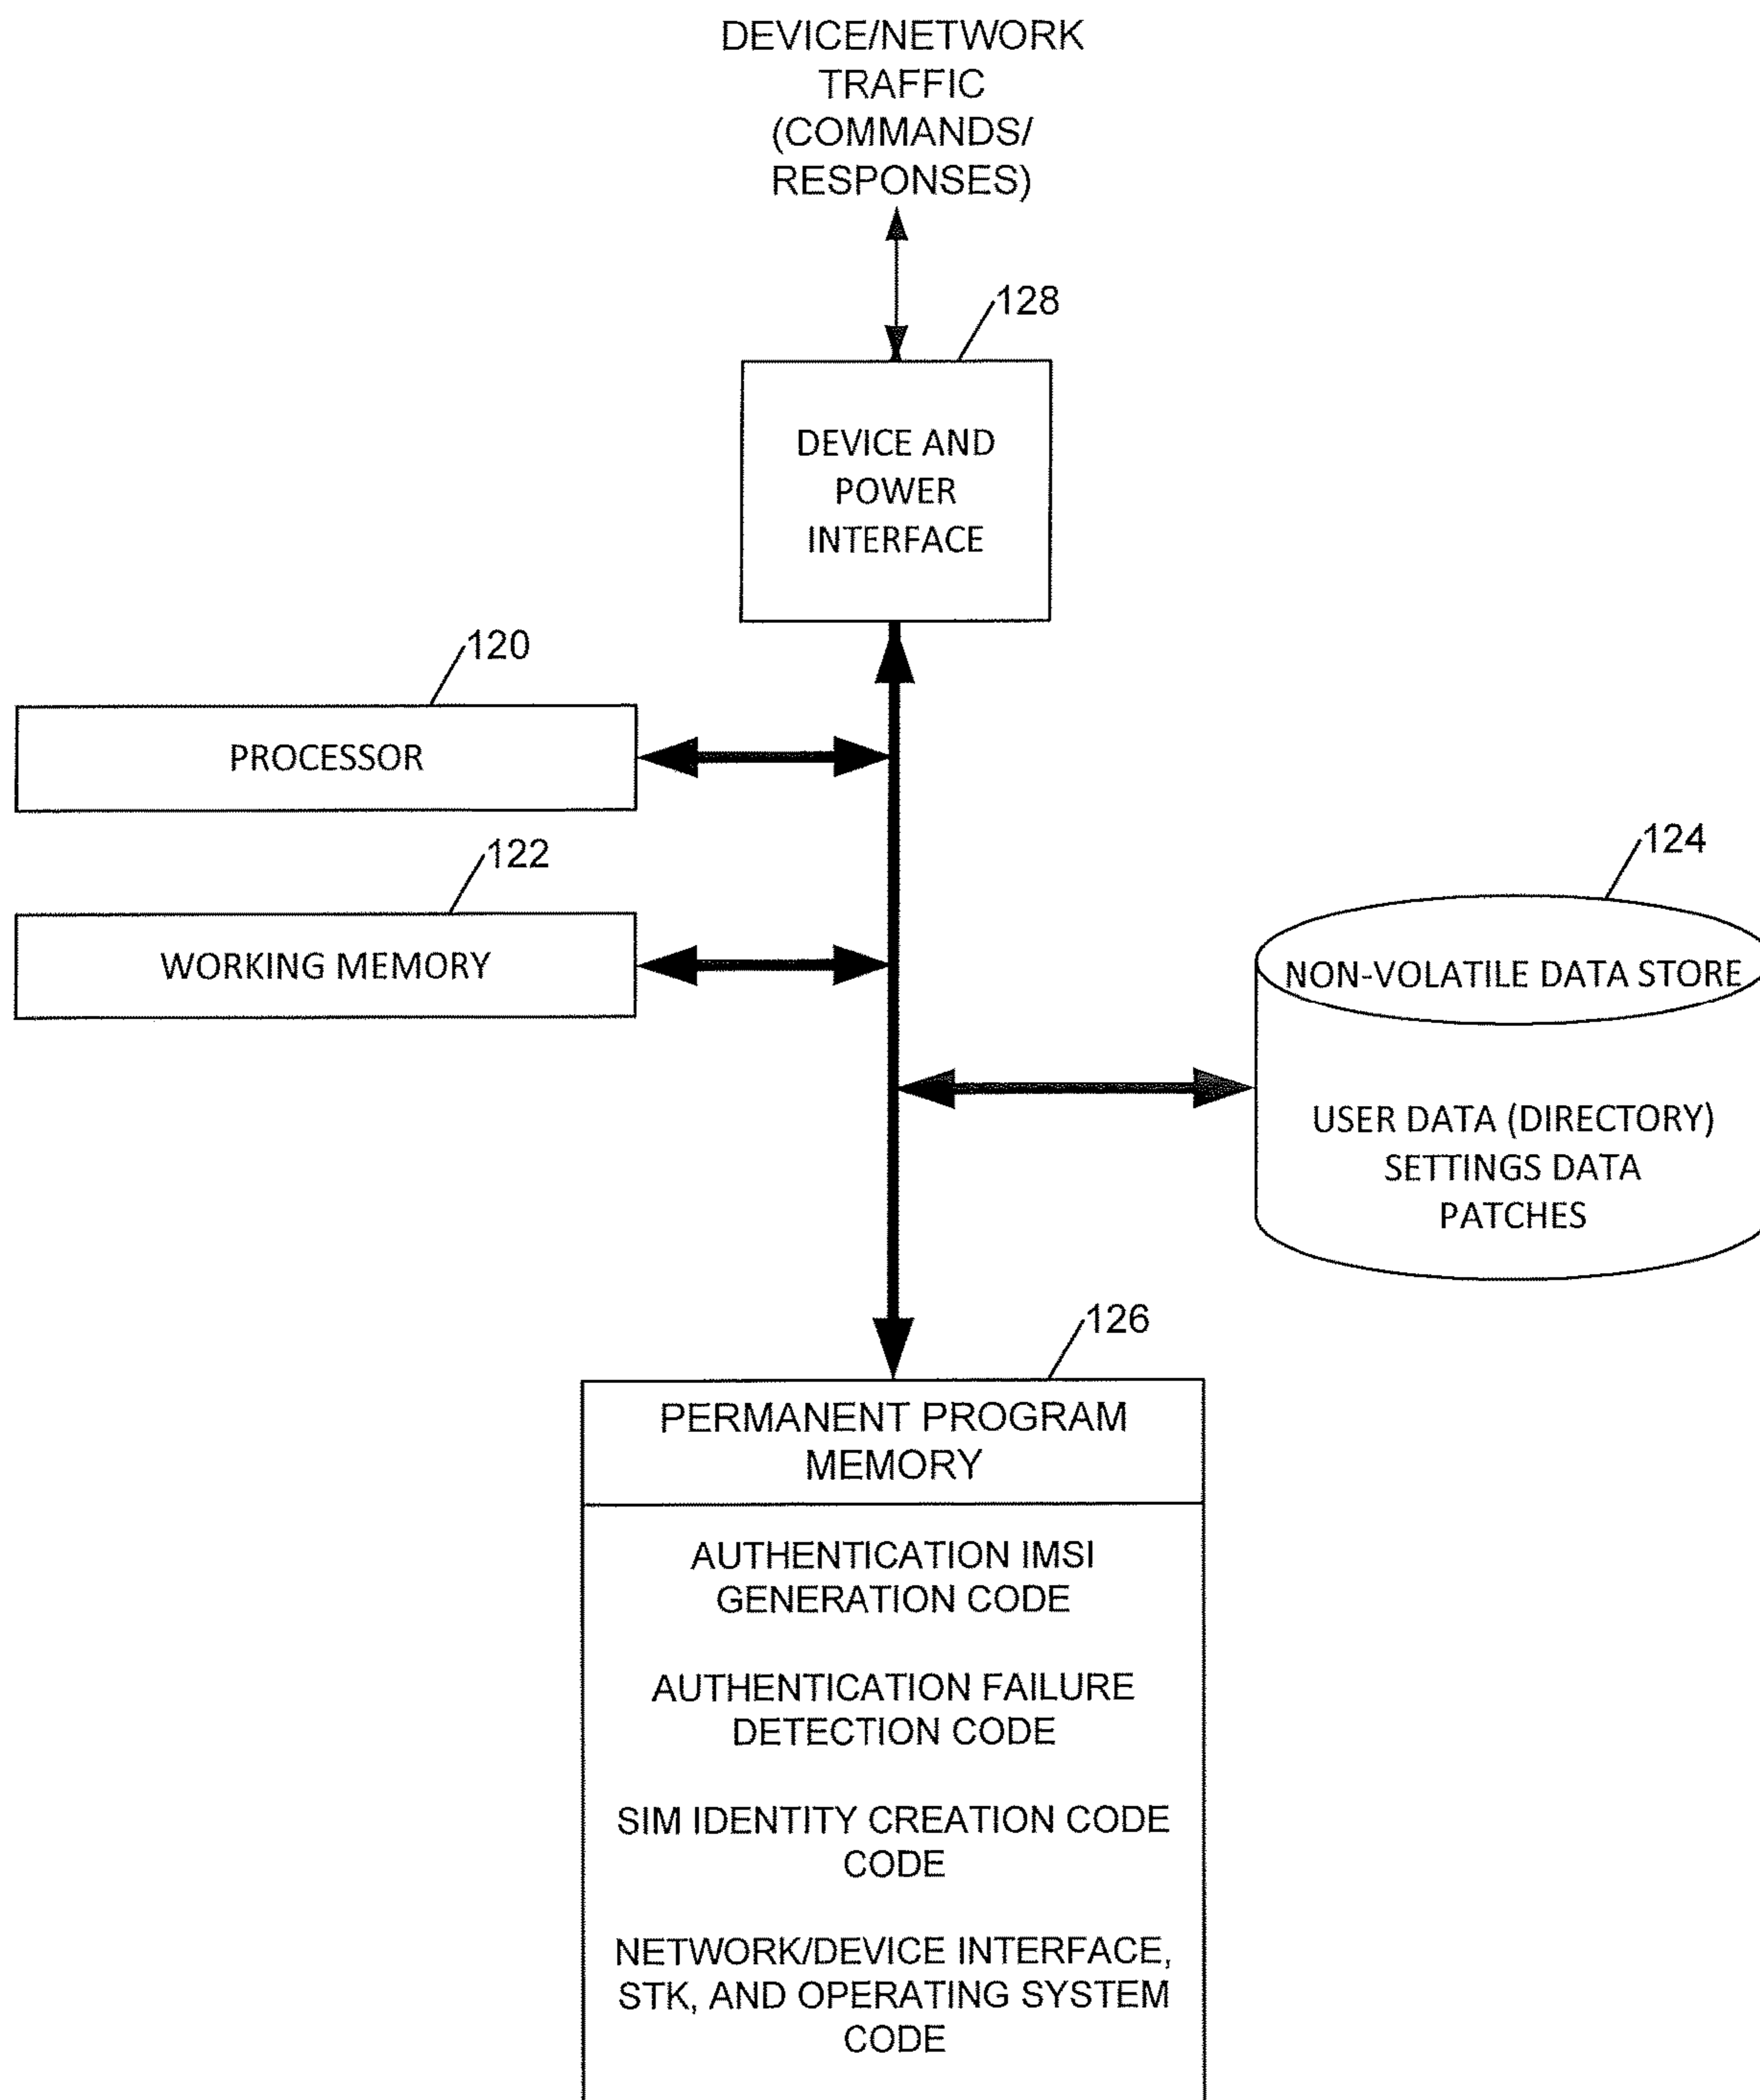 DEVICE/NETWORK
TRAFFIC
(COMMANDS/
RESPONSES)
128
DEVICE AND
POWER
INTERFACE
120
PROCESSOR
122
WORKING MEMORY
124
NON-VOLATILE DATA STORE
USER DATA (DIRECTORY)
SETTINGS DATA
PATCHES
126
PERMANENT PROGRAM
MEMORY
AUTHENTICATION IMSI
GENERATION CODE
AUTHENTICATION FAILURE
DETECTION CODE
SIM IDENTITY CREATION CODE
CODE
NETWORK/DEVICE INTERFACE,
STK, AND OPERATING SYSTEM
CODE